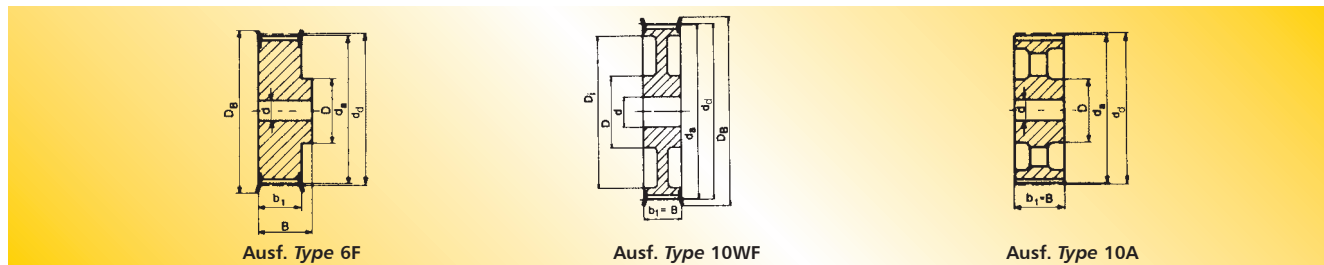 D_B d D d_a d_d
b_1
B
Ausf. Type 6F
D_i D d d_a d_d D_B
b_1 = B
Ausf. Type 10WF
d D d_a d_d
b_1 = B
Ausf. Type 10A